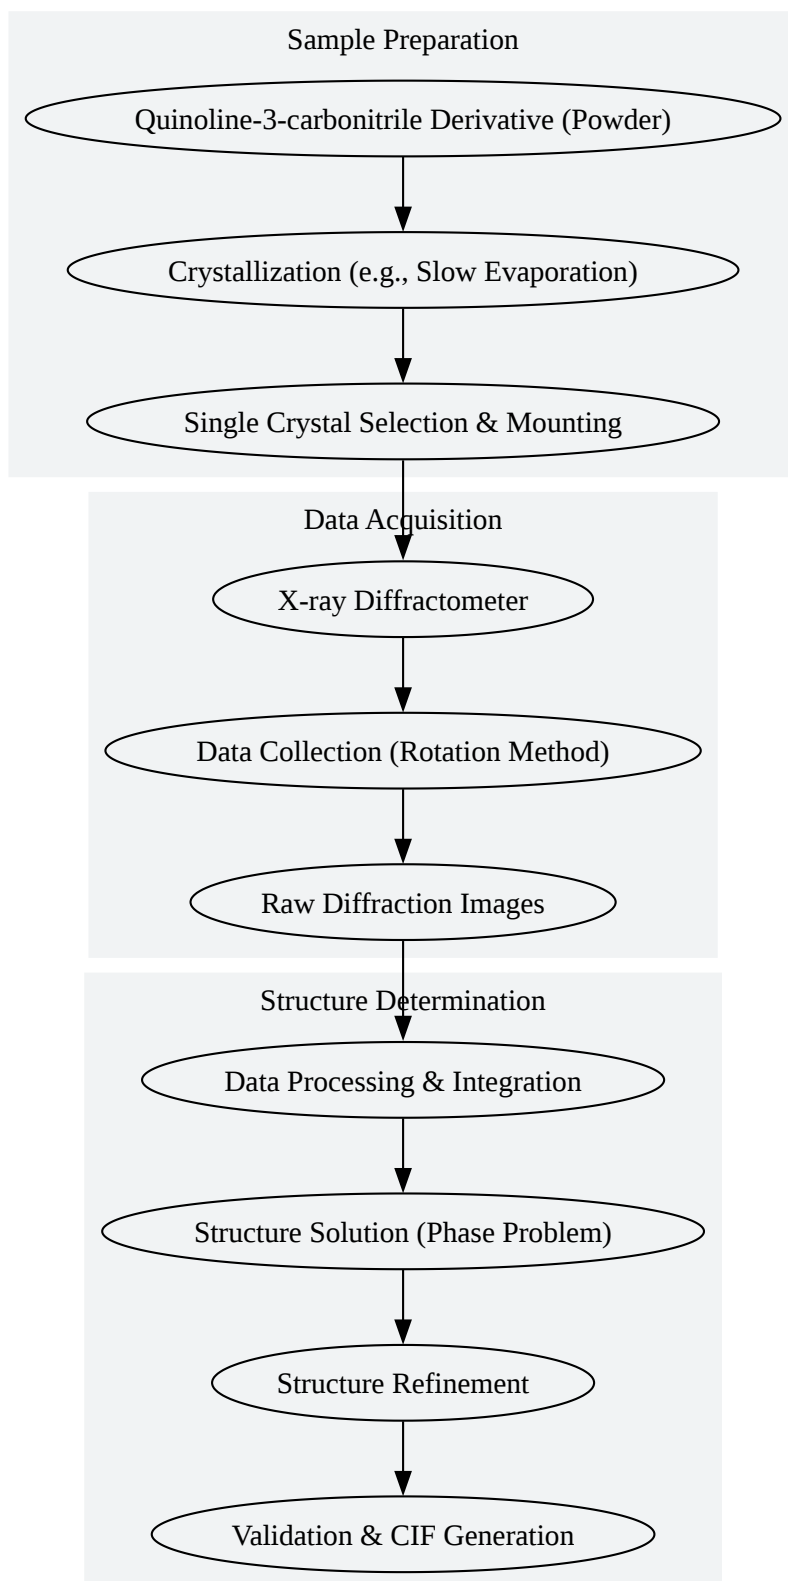 Sample Preparation
Quinoline-3-carbonitrile Derivative (Powder)
Crystallization (e.g., Slow Evaporation)
Single Crystal Selection & Mounting
Data Acquisition
X-ray Diffractometer
Data Collection (Rotation Method)
Raw Diffraction Images
Structure Determination
Data Processing & Integration
Structure Solution (Phase Problem)
Structure Refinement
Validation & CIF Generation